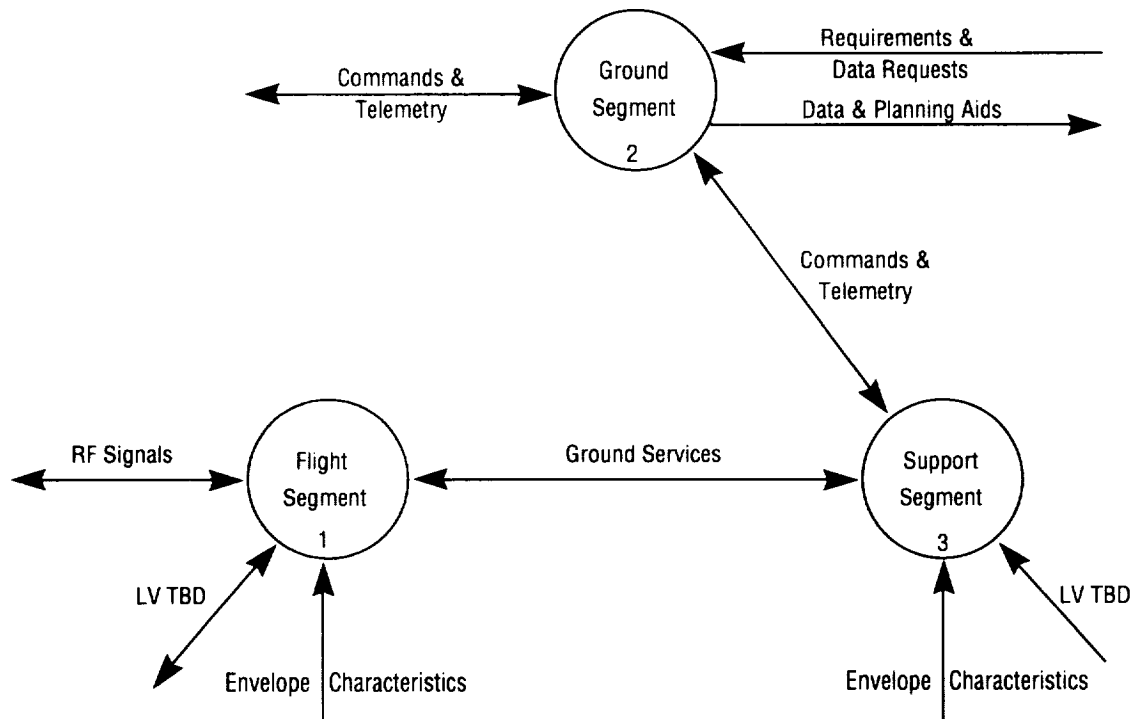 Requirements &
Data Requests
Commands &
Telemetry
Ground
Segment
2
Data & Planning Aids
Commands &
Telemetry
RF Signals
Flight
Segment
1
Ground Services
Support
Segment
3
LV TBD
LV TBD
Envelope Characteristics
Envelope Characteristics